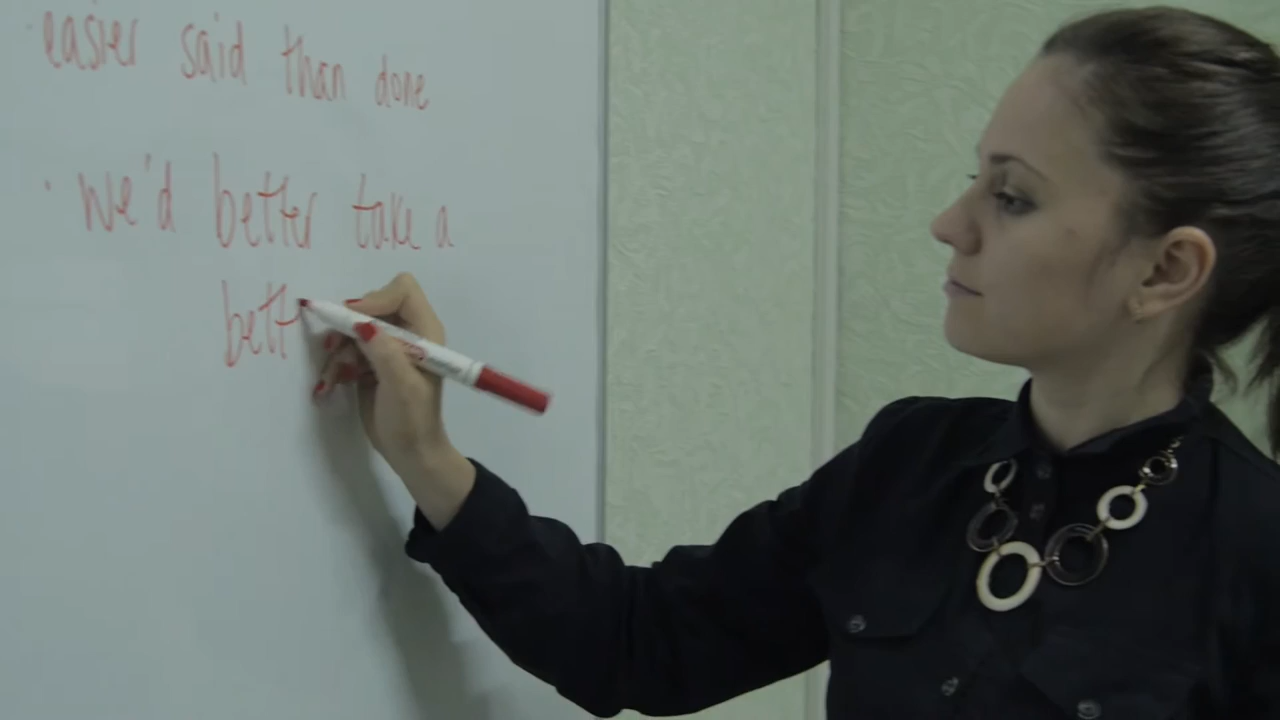 easier said than done
· we'd better take a
bett